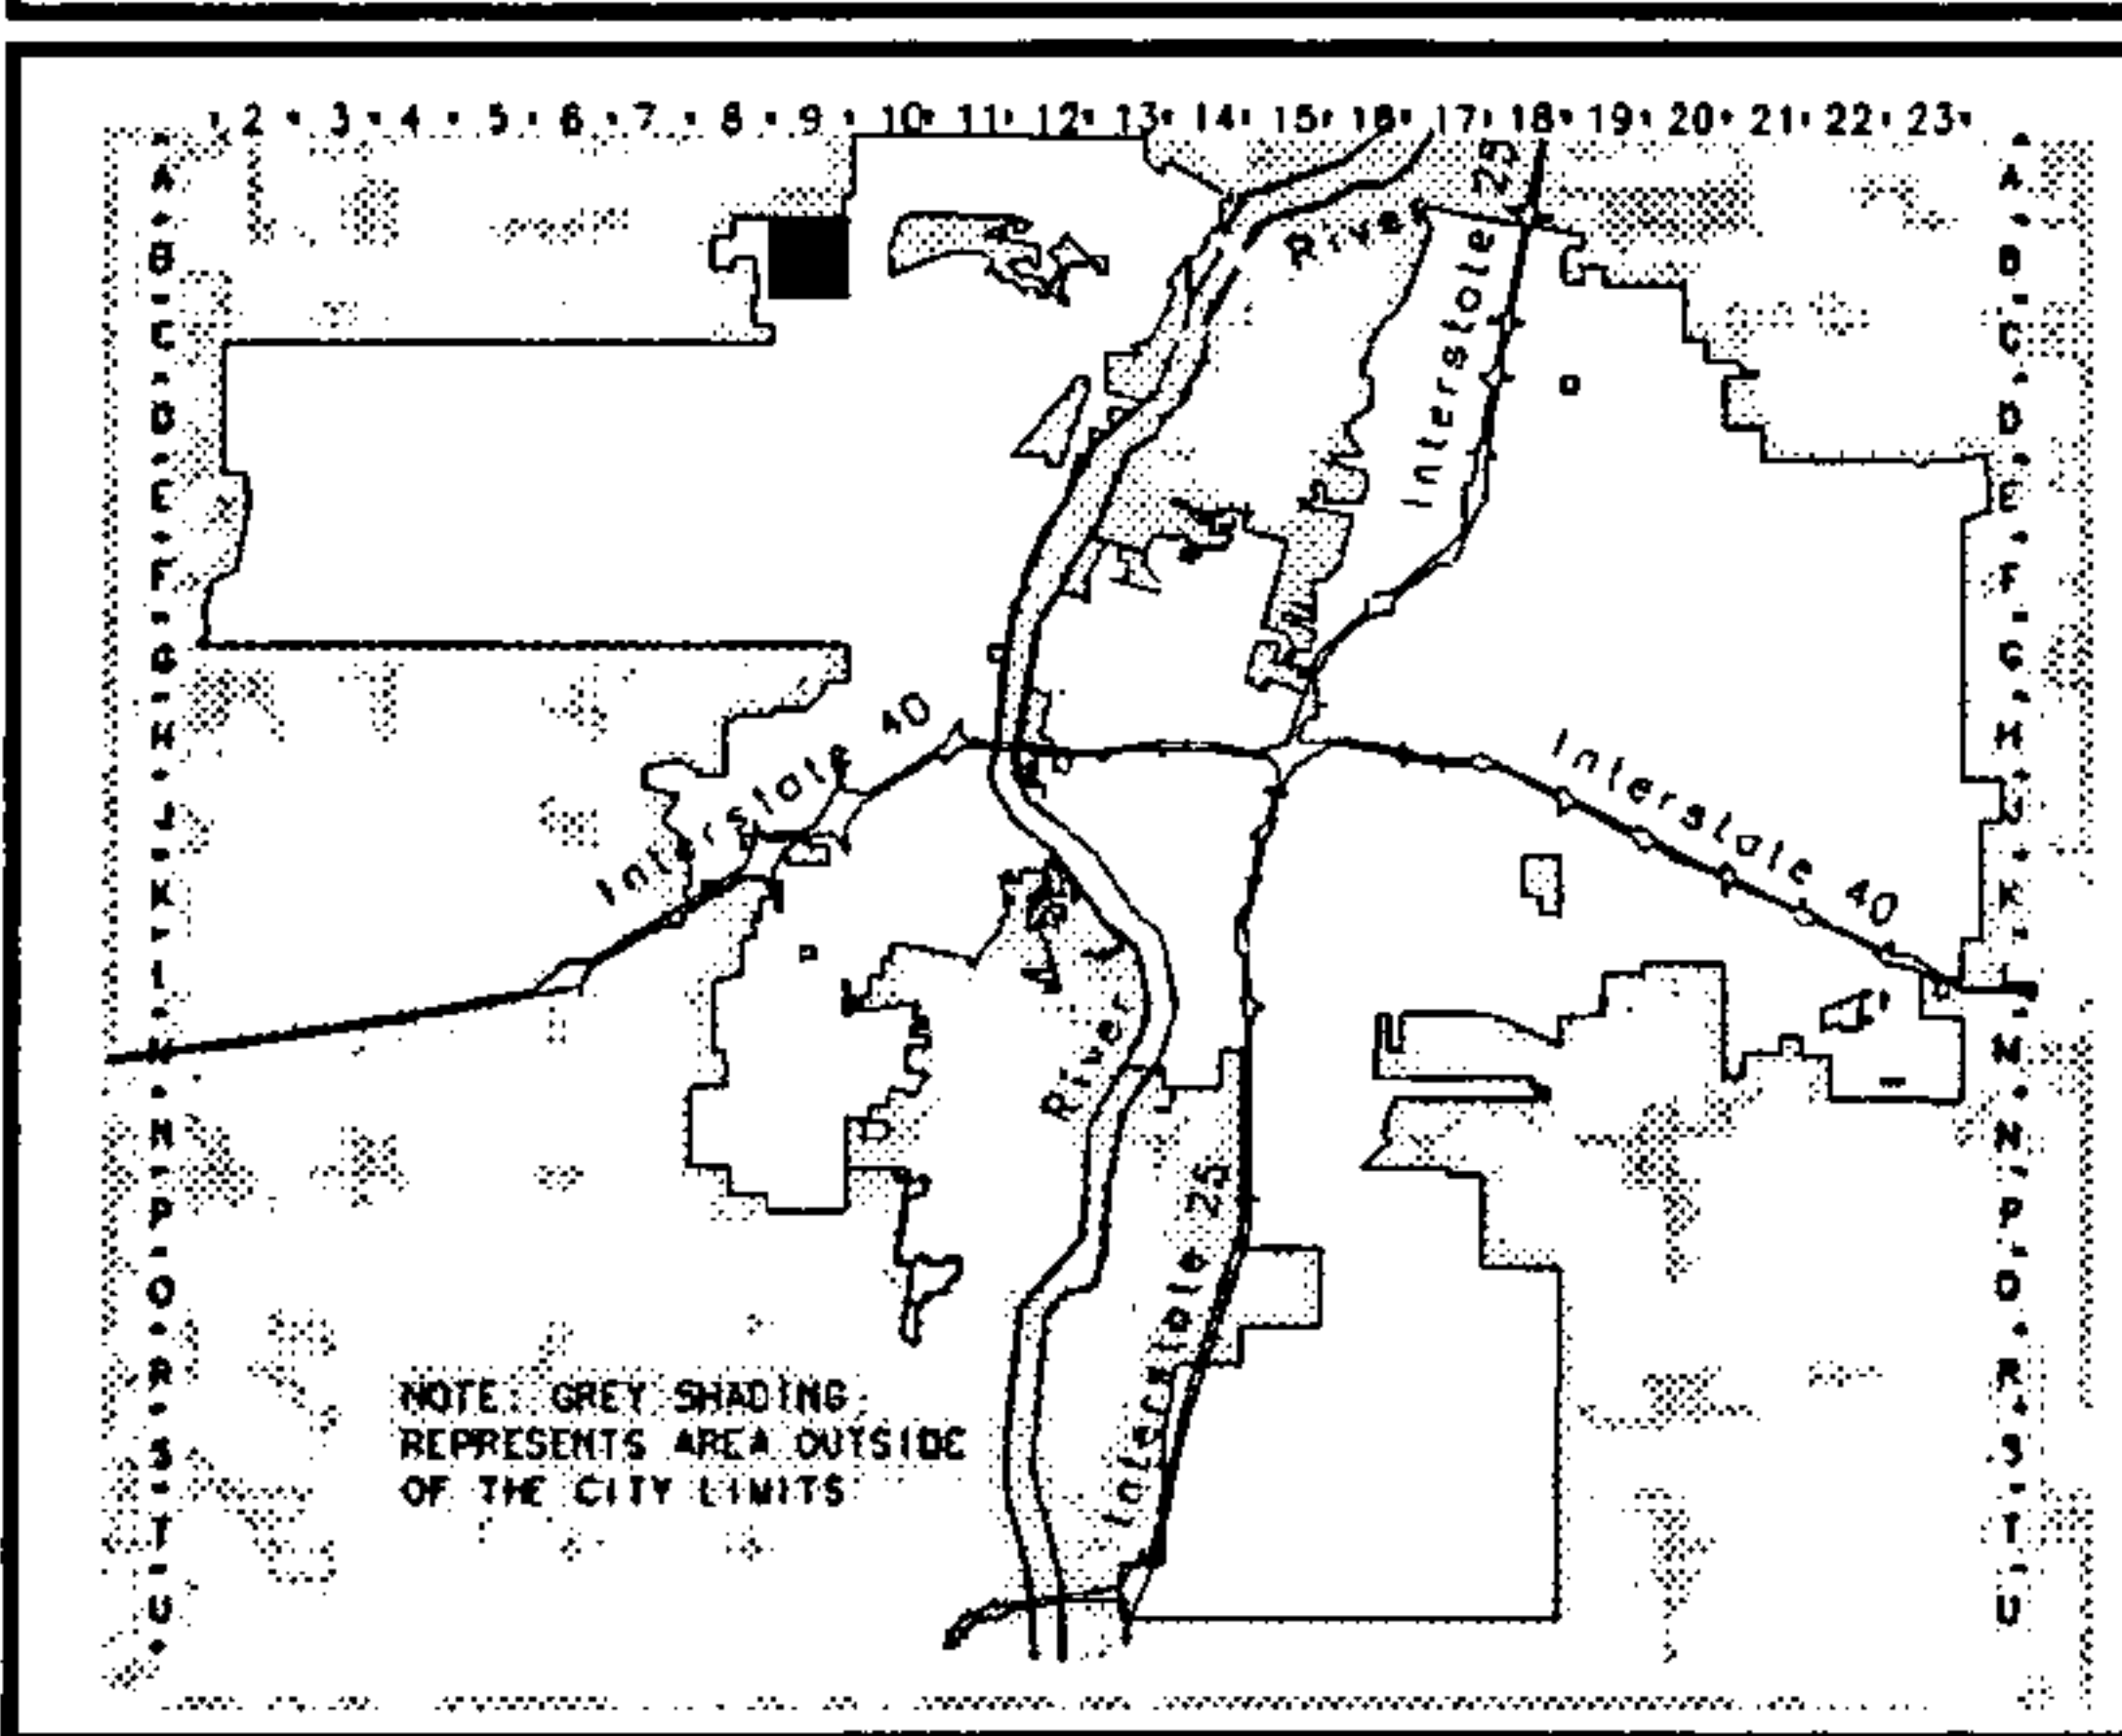 2 3 4 5 6 7 8 9 10 11 12 13 14 15 16 17 18 19 20 21 22 23
A B C D E F G H J K L M N P Q R S T U
A B C D E F G H J K L M N P Q R S T U
River
Interstate 25
Interstate 40
Interstate 40
River
Interstate 25
NOTE: GREY SHADING
REPRESENTS AREA OUTSIDE
OF THE CITY LIMITS